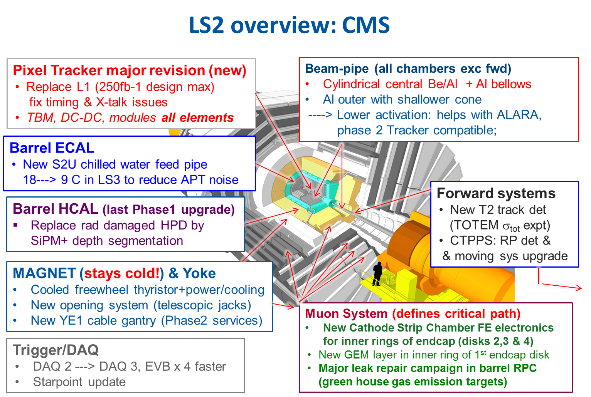 LS2 overview: CMS
Pixel Tracker major revision (new)
• Replace L1 (250fb-1 design max)
fix timing & X-talk issues
• TBM, DC-DC, modules all elements
Barrel ECAL
• New S2U chilled water feed pipe
18---> 9 C in LS3 to reduce APT noise
Barrel HCAL (last Phase1 upgrade)
▪ Replace rad damaged HPD by
SiPM+ depth segmentation
MAGNET (stays cold!) & Yoke
• Cooled freewheel thyristor+power/cooling
• New opening system (telescopic jacks)
• New YE1 cable gantry (Phase2 services)
Trigger/DAQ
• DAQ 2 ---> DAQ 3, EVB x 4 faster
• Starpoint update
Beam-pipe (all chambers exc fwd)
• Cylindrical central Be/Al + Al bellows
• Al outer with shallower cone
----> Lower activation: helps with ALARA,
phase 2 Tracker compatible;
Forward systems
• New T2 track det
(TOTEM σtot expt)
• CTPPS: RP det &
& moving sys upgrade
Muon System (defines critical path)
• New Cathode Strip Chamber FE electronics
for inner rings of endcap (disks 2,3 & 4)
• New GEM layer in inner ring of 1st endcap disk
• Major leak repair campaign in barrel RPC
(green house gas emission targets)